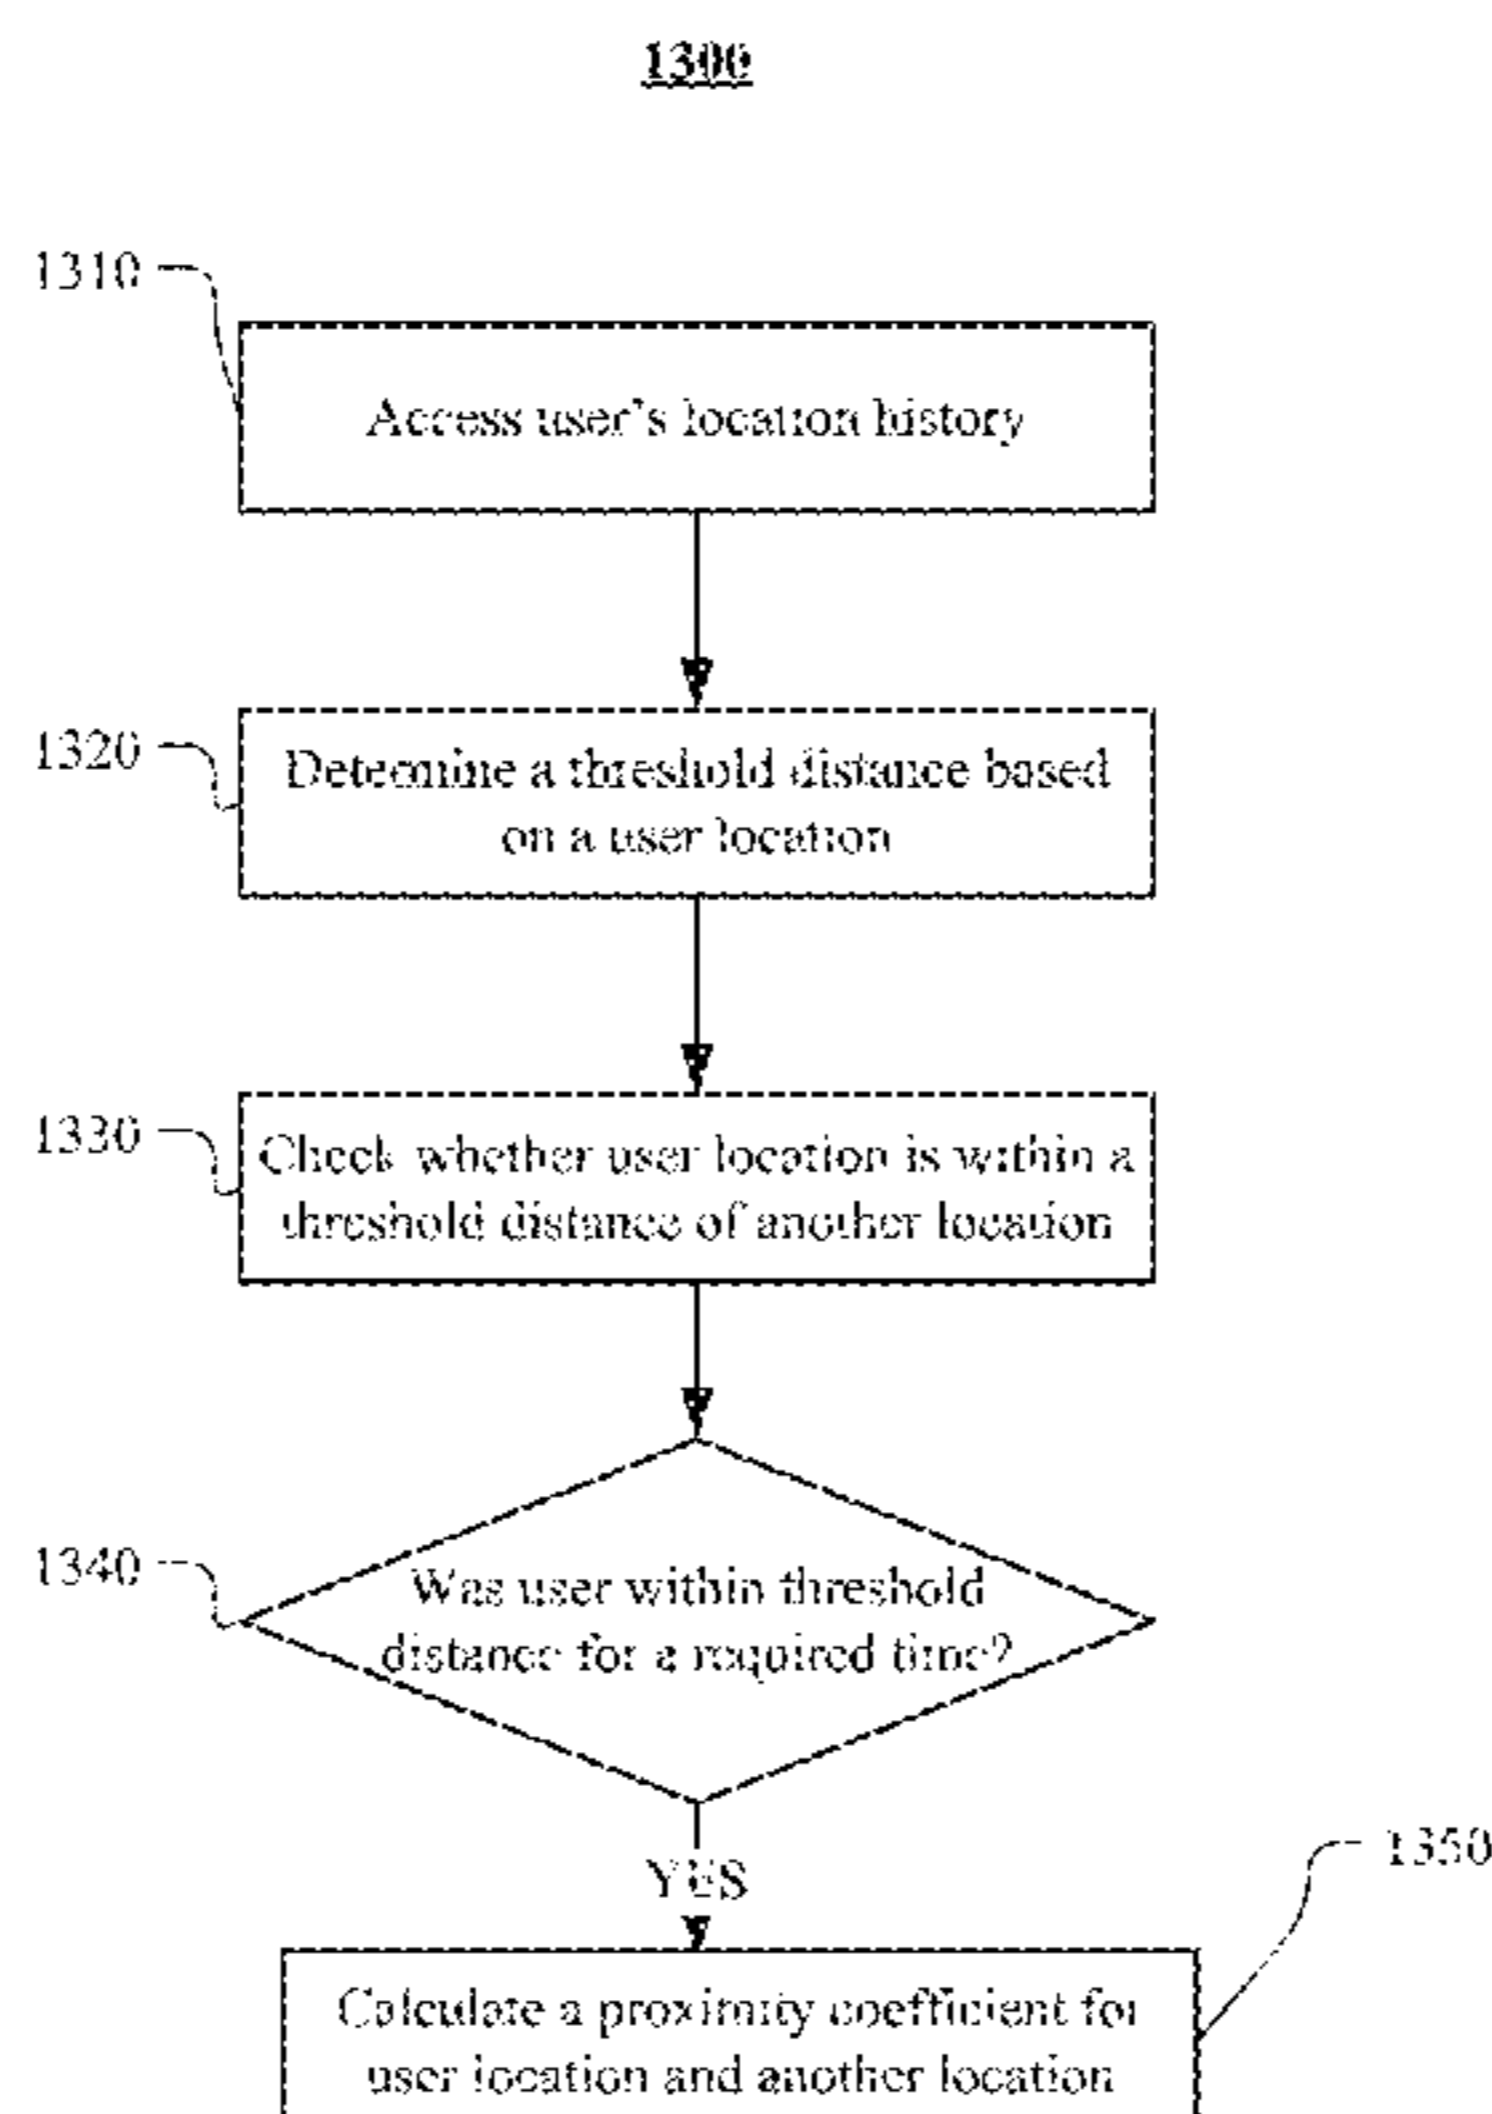 1300
1310
Access user's location history
1320
Determine a threshold distance based
on a user location
1330
Check whether user location is within a
threshold distance of another location
1340
Was user within threshold
distance for a required time?
YES
1350
Calculate a proximity coefficient for
user location and another location